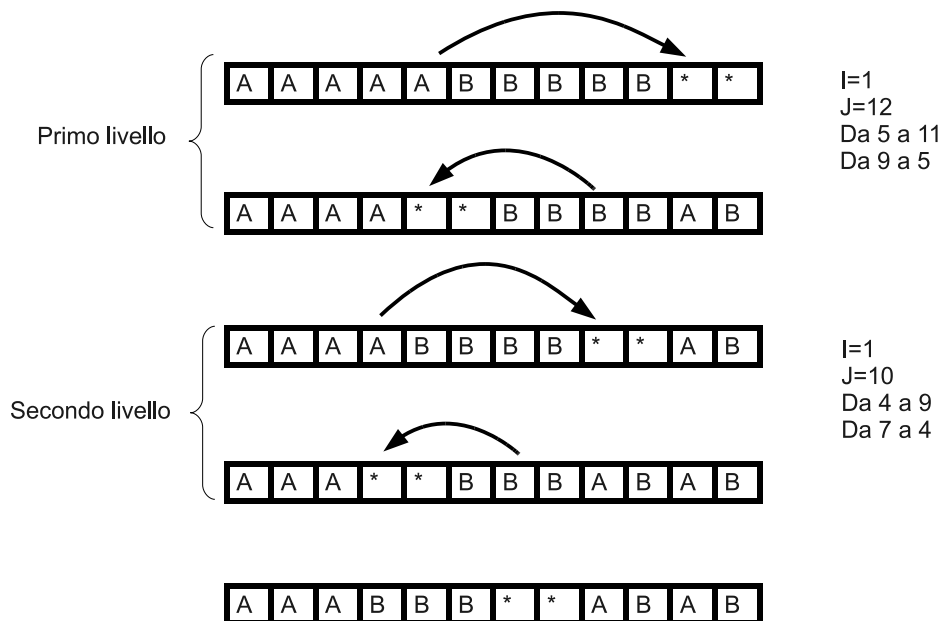 A A A A A B B B B B * *
I=1
J=12
Da 5 a 11
Da 9 a 5
Primo livello
A A A A * * B B B B A B
A A A A B B B B * * A B
I=1
J=10
Da 4 a 9
Da 7 a 4
Secondo livello
A A A * * B B B A B A B
A A A B B B * * A B A B